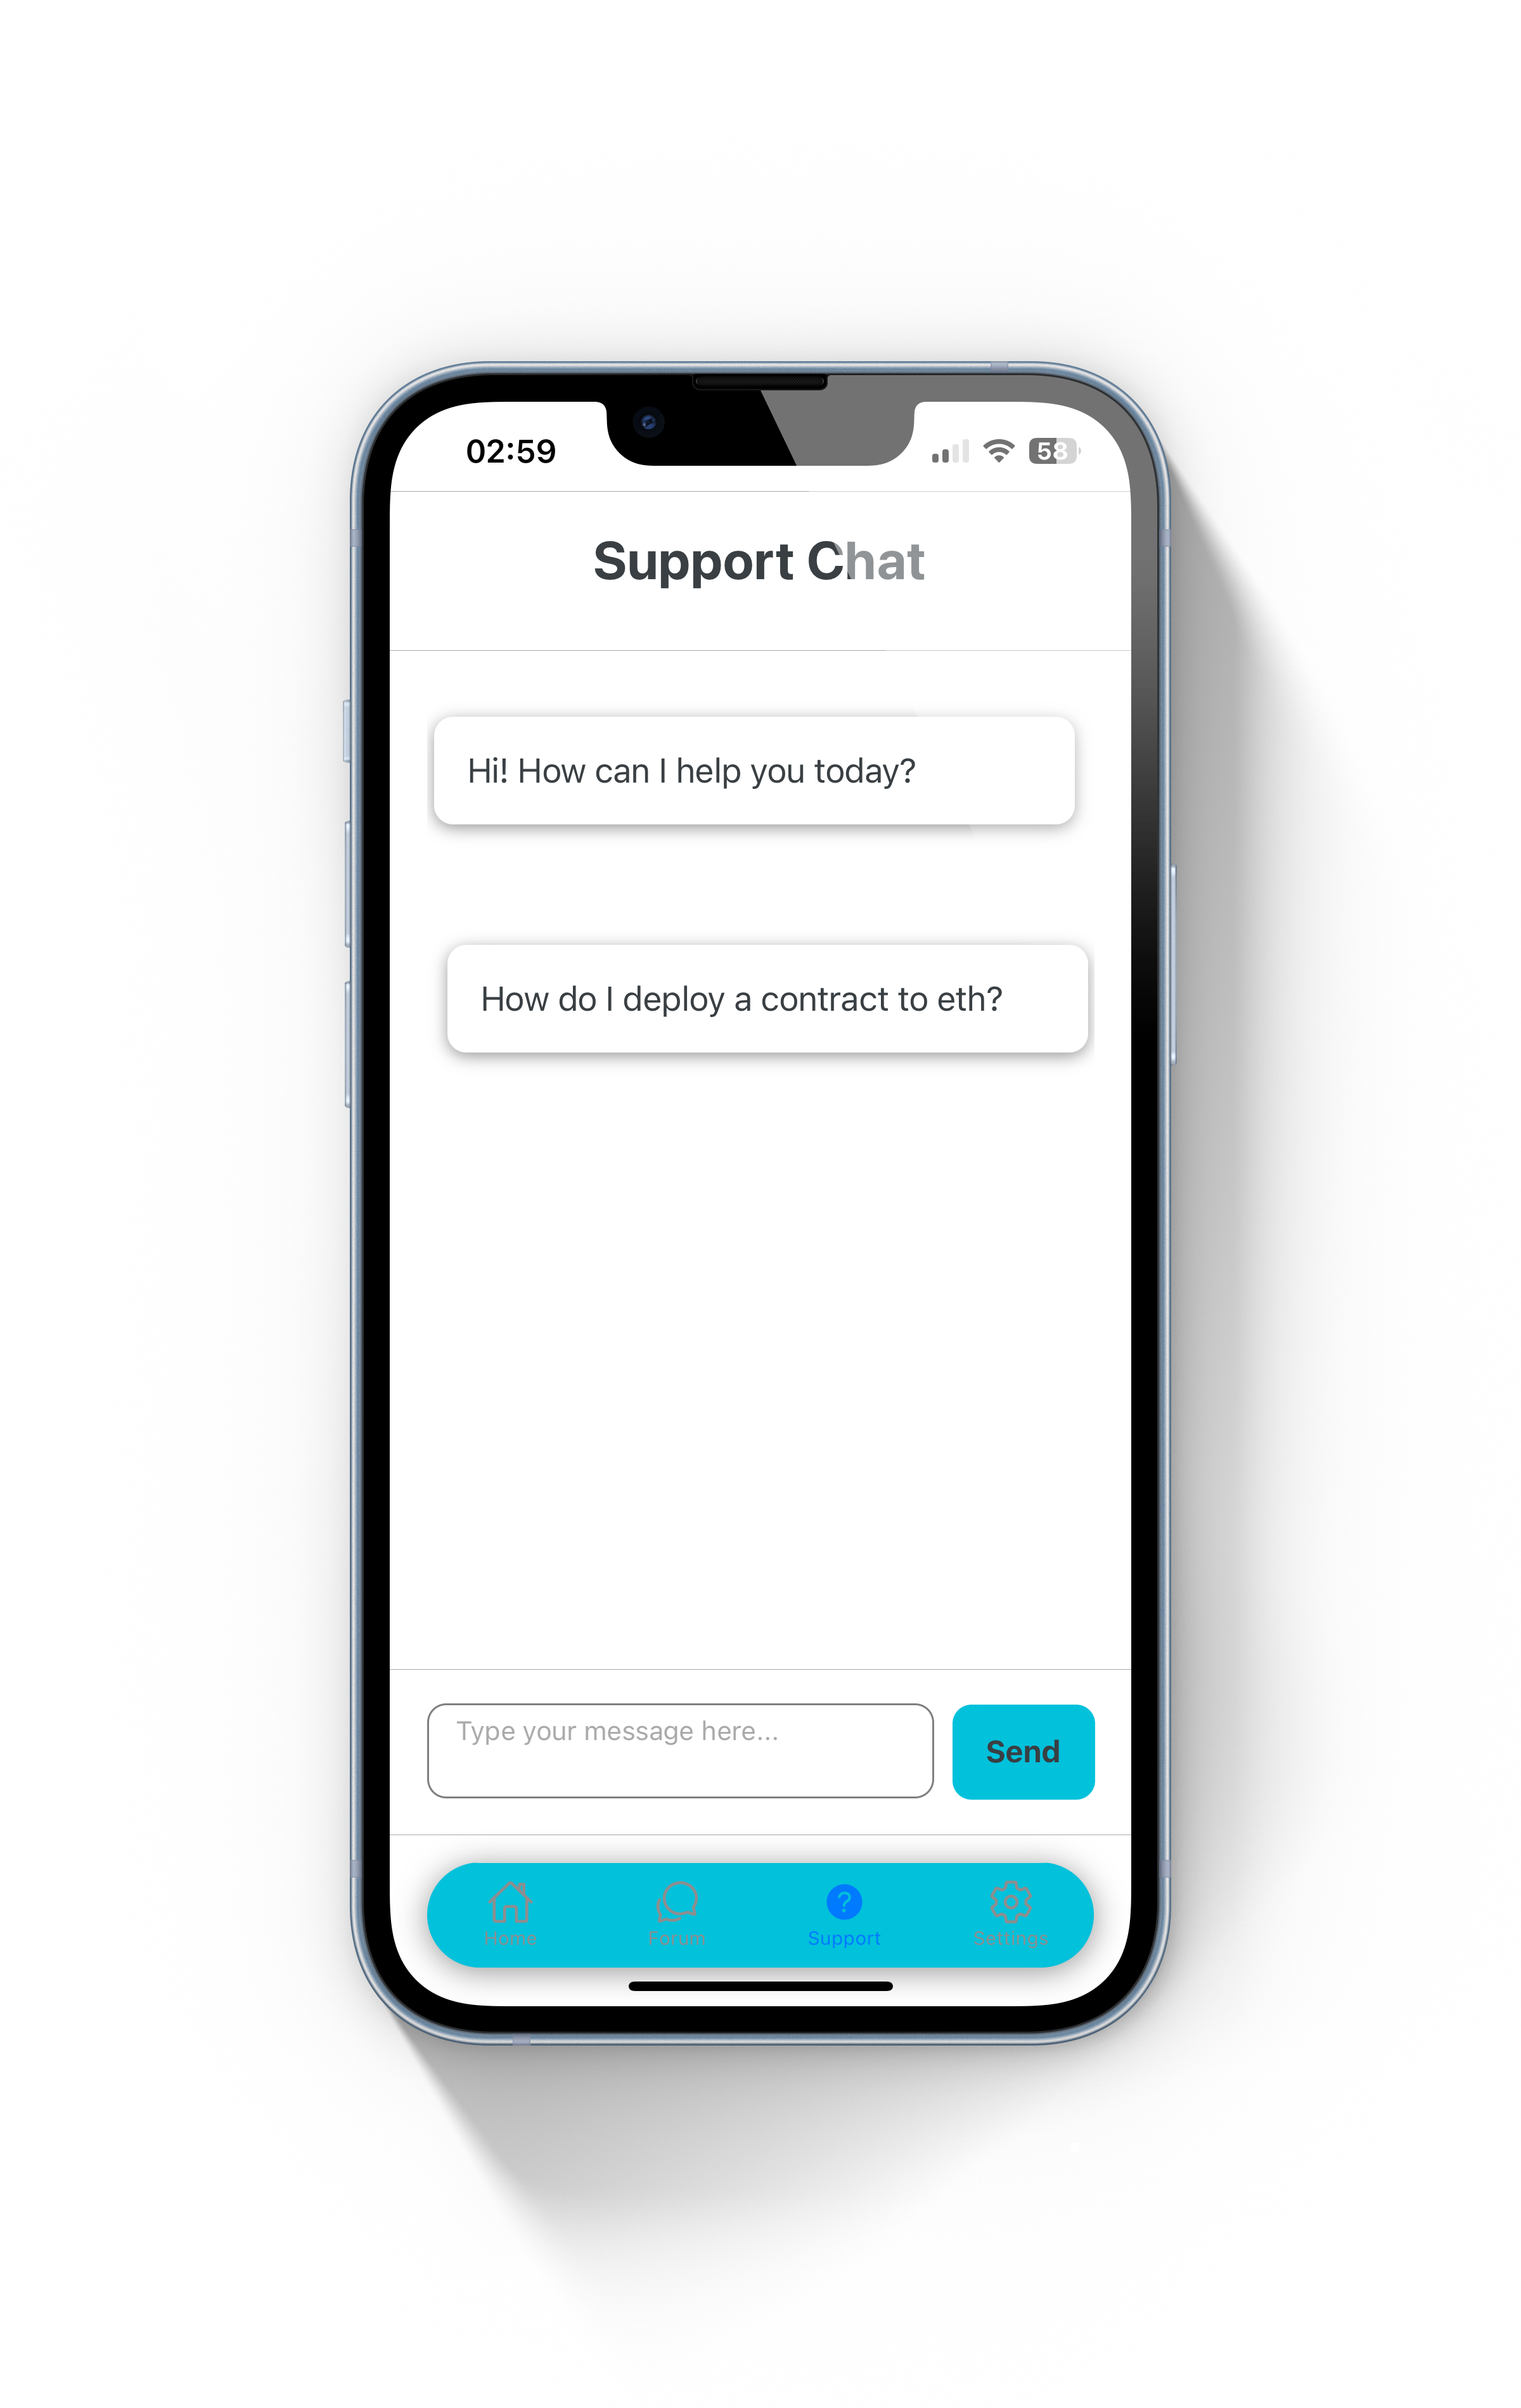 02:59
58
Support Chat
Hi! How can I help you today?
How do I deploy a contract to eth?
Type your message here...
Send
Home
Forum
Support
Settings